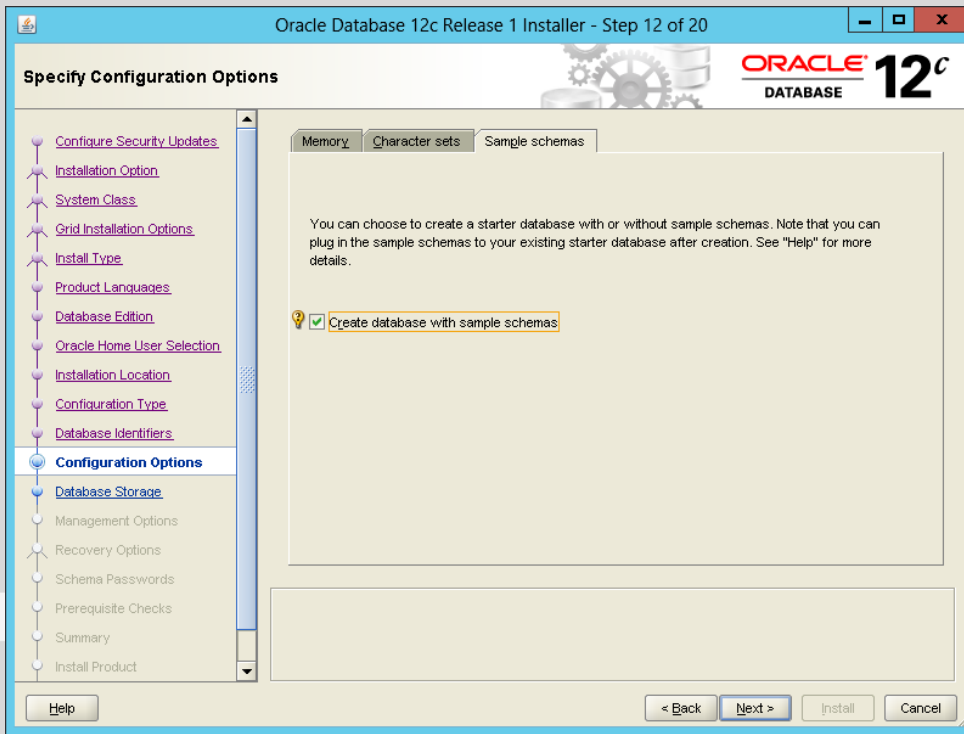 Oracle Database 12c Release 1 Installer - Step 12 of 20
Specify Configuration Options
ORACLE
DATABASE
12c
Configure Security Updates
Installation Option
System Class
Grid Installation Options
Install Type
Product Languages
Database Edition
Oracle Home User Selection
Installation Location
Configuration Type
Database Identifiers
Configuration Options
Database Storage
Management Options
Recovery Options
Schema Passwords
Prerequisite Checks
Summary
Install Product
Memory Character sets Sample schemas
You can choose to create a starter database with or without sample schemas. Note that you can
plug in the sample schemas to your existing starter database after creation. See "Help" for more
details.
Create database with sample schemas
Help < Back Next > Install Cancel